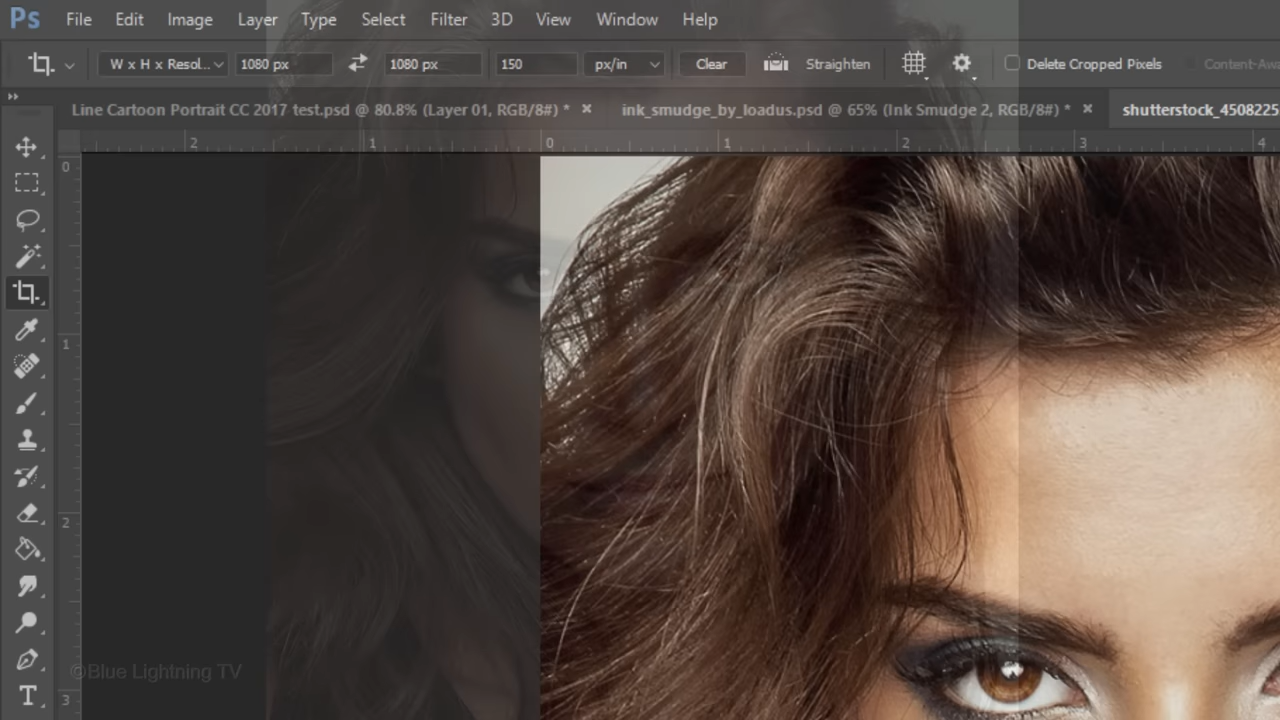 Ps File Edit Image Layer Type Select Filter 3D View Window Help
W x H x Resol... 1080 px 1080 px 150 px/in Clear Straighten Delete Cropped Pixels Content-Awa
Line Cartoon Portrait CC 2017 test.psd @ 80.8% (Layer 01, RGB/8#) * × ink_smudge_by_loadus.psd @ 65% (Ink Smudge 2, RGB/8#) * × shutterstock_4508225
2 1 0 1 2 3 4
0
1
2
3
©Blue Lightning TV
T